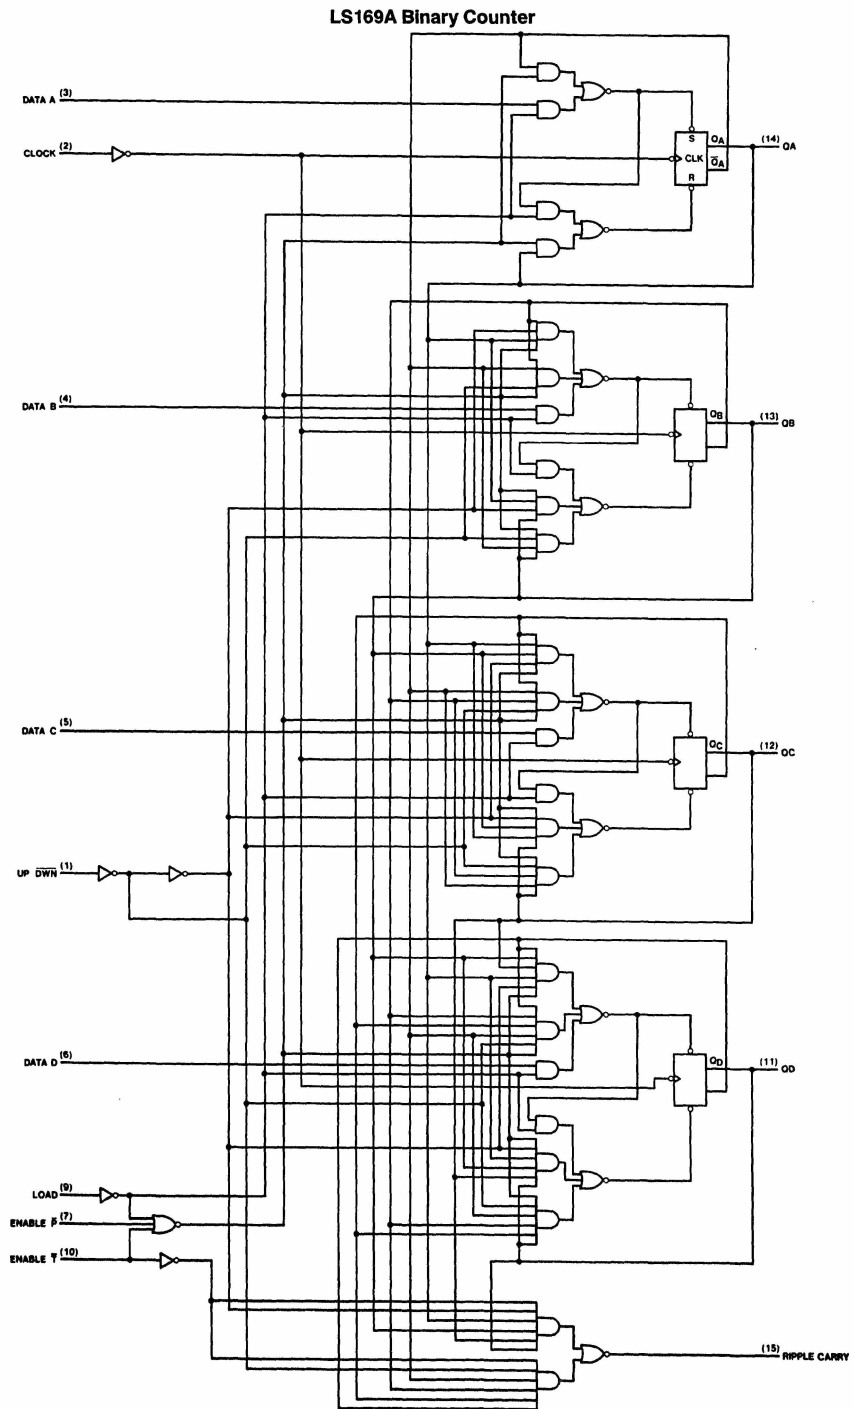 LS169A Binary Counter
DATA A (3)
CLOCK (2)
S QA (14) QA
CLK Q̅A
R
DATA B (4)
QB (13) QB
DATA C (5)
QC (12) QC
UP D̅W̅N̅ (1)
DATA D (6)
QD (11) QD
LOAD (9)
ENABLE P̅ (7)
ENABLE T̅ (10)
(15) RIPPLE CARRY